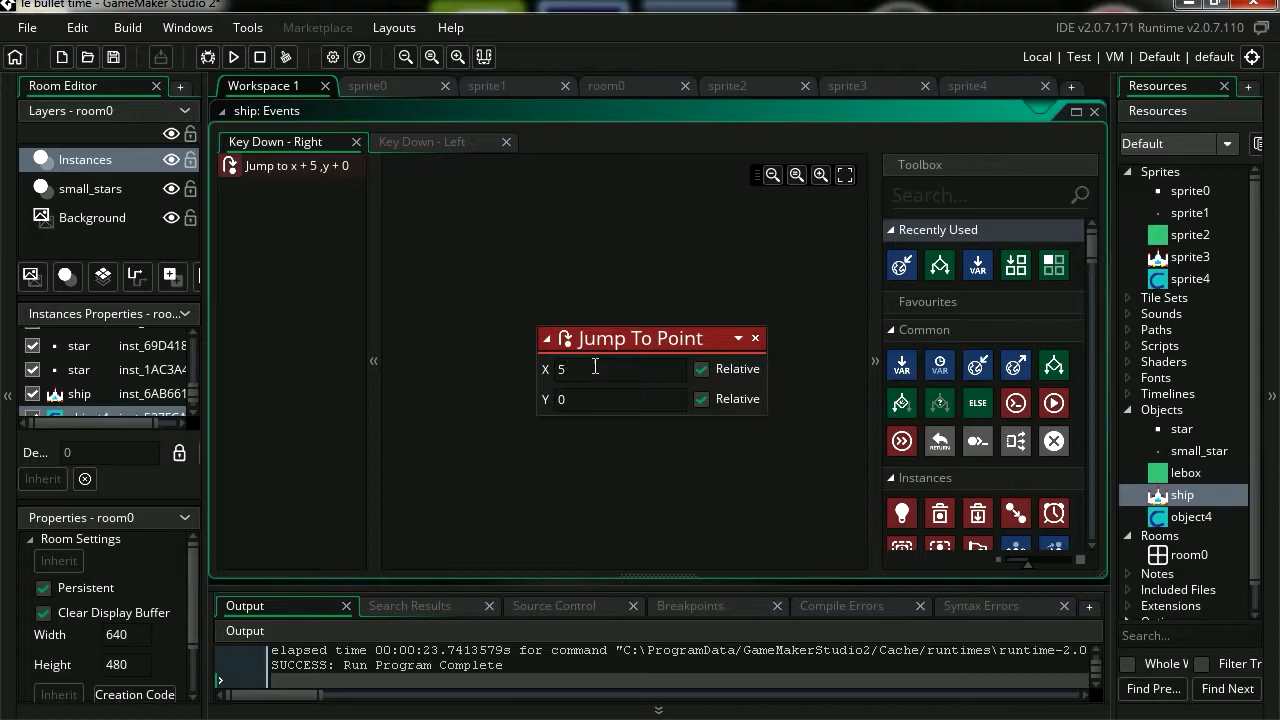 le bullet time - GameMaker Studio 2*
File Edit Build Windows Tools Marketplace Layouts Help
IDE v2.0.7.171 Runtime v2.0.7.110
Local | Test | VM | Default | default
Room Editor
Layers - room0
Instances
small_stars
Background
Instances Properties - roo...
star inst_69D418
star inst_1AC3A4
ship inst_6AB661
De... 0
Inherit
Properties - room0
Room Settings
Inherit
Persistent
Clear Display Buffer
Width 640
Height 480
Inherit Creation Code
Workspace 1 sprite0 sprite1 room0 sprite2 sprite3 sprite4
ship: Events
Key Down - Right Key Down - Left
Jump to x + 5 ,y + 0
Jump To Point
X 5 Relative
Y 0 Relative
Toolbox
Search...
Recently Used
VAR
Favourites
Common
VAR VAR
ELSE
RETURN
Instances
Output Search Results Source Control Breakpoints Compile Errors Syntax Errors
Output
elapsed time 00:00:23.7413579s for command "C:\ProgramData/GameMakerStudio2/Cache/runtimes\runtime-2.0
SUCCESS: Run Program Complete
Resources
Resources
Default
Sprites
sprite0
sprite1
sprite2
sprite3
sprite4
Tile Sets
Sounds
Paths
Scripts
Shaders
Fonts
Timelines
Objects
star
small_star
lebox
ship
object4
Rooms
room0
Notes
Included Files
Extensions
Search...
Whole W Filter Tr
Find Pre... Find Next